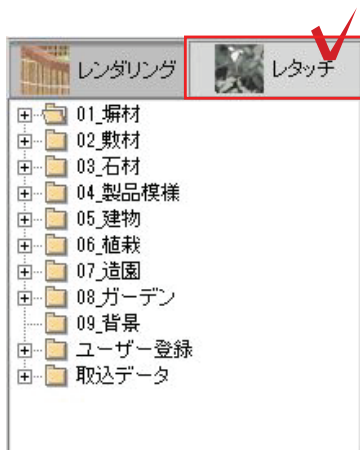 レンダリング
レタッチ
01_塀材
02_敷材
03_石材
04_製品模様
05_建物
06_植栽
07_造園
08_ガーデン
09_背景
ユーザー登録
取込データ